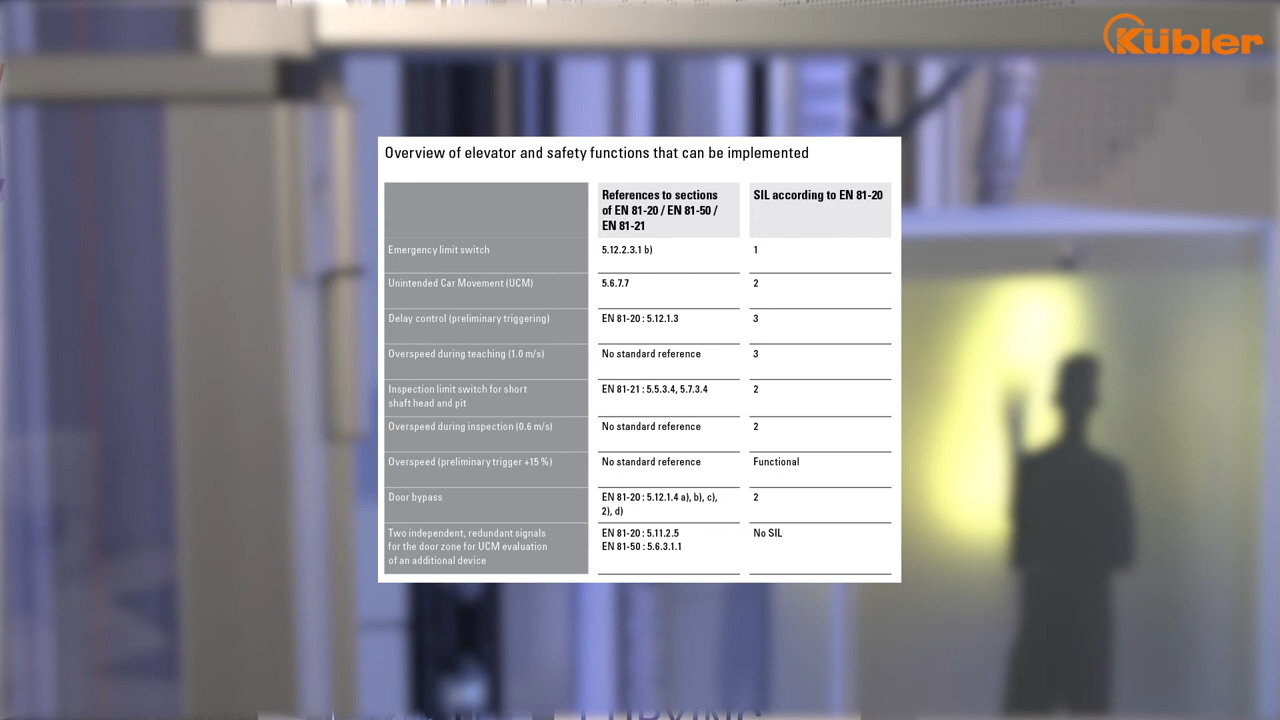 Kübler
Overview of elevator and safety functions that can be implemented
References to sections
of EN 81-20 / EN 81-50 /
EN 81-21
SIL according to EN 81-20
Emergency limit switch
5.12.2.3.1 b)
1
Unintended Car Movement (UCM)
5.6.7.7
2
Delay control (preliminary triggering)
EN 81-20 : 5.12.1.3
3
Overspeed during teaching (1.0 m/s)
No standard reference
3
Inspection limit switch for short
shaft head and pit
EN 81-21 : 5.5.3.4, 5.7.3.4
2
Overspeed during inspection (0.6 m/s)
No standard reference
2
Overspeed (preliminary trigger +15 %)
No standard reference
Functional
Door bypass
EN 81-20 : 5.12.1.4 a), b), c),
2), d)
2
Two independent, redundant signals
for the door zone for UCM evaluation
of an additional device
EN 81-20 : 5.11.2.5
EN 81-50 : 5.6.3.1.1
No SIL